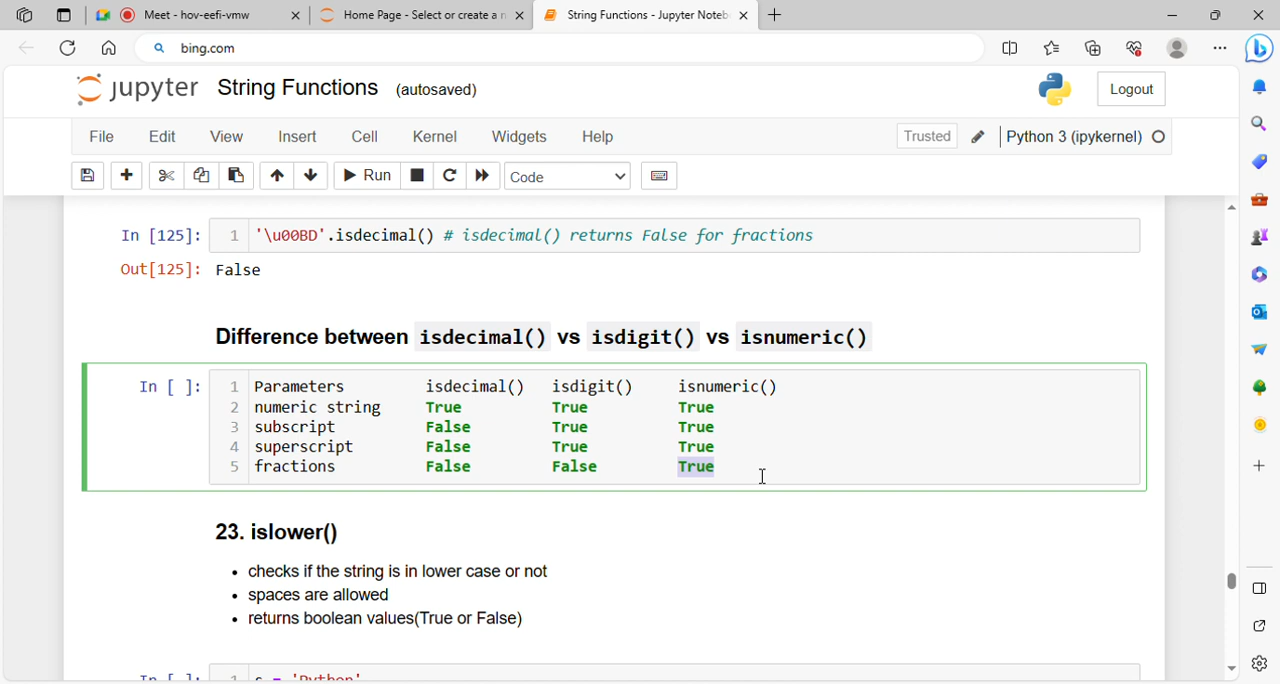 Meet - hov-eefi-vmw
Home Page - Select or create a n
String Functions - Jupyter Noteb
bing.com
jupyter String Functions (autosaved)
Logout
File Edit View Insert Cell Kernel Widgets Help
Trusted Python 3 (ipykernel)
Run Code
In [125]: 1 '\u00BD'.isdecimal() # isdecimal() returns False for fractions
Out[125]: False
Difference between isdecimal() vs isdigit() vs isnumeric()
In [ ]: 1 Parameters isdecimal() isdigit() isnumeric()
2 numeric string True True True
3 subscript False True True
4 superscript False True True
5 fractions False False True
23. islower()
• checks if the string is in lower case or not
• spaces are allowed
• returns boolean values(True or False)
In [ ]: 1 s = 'Python'